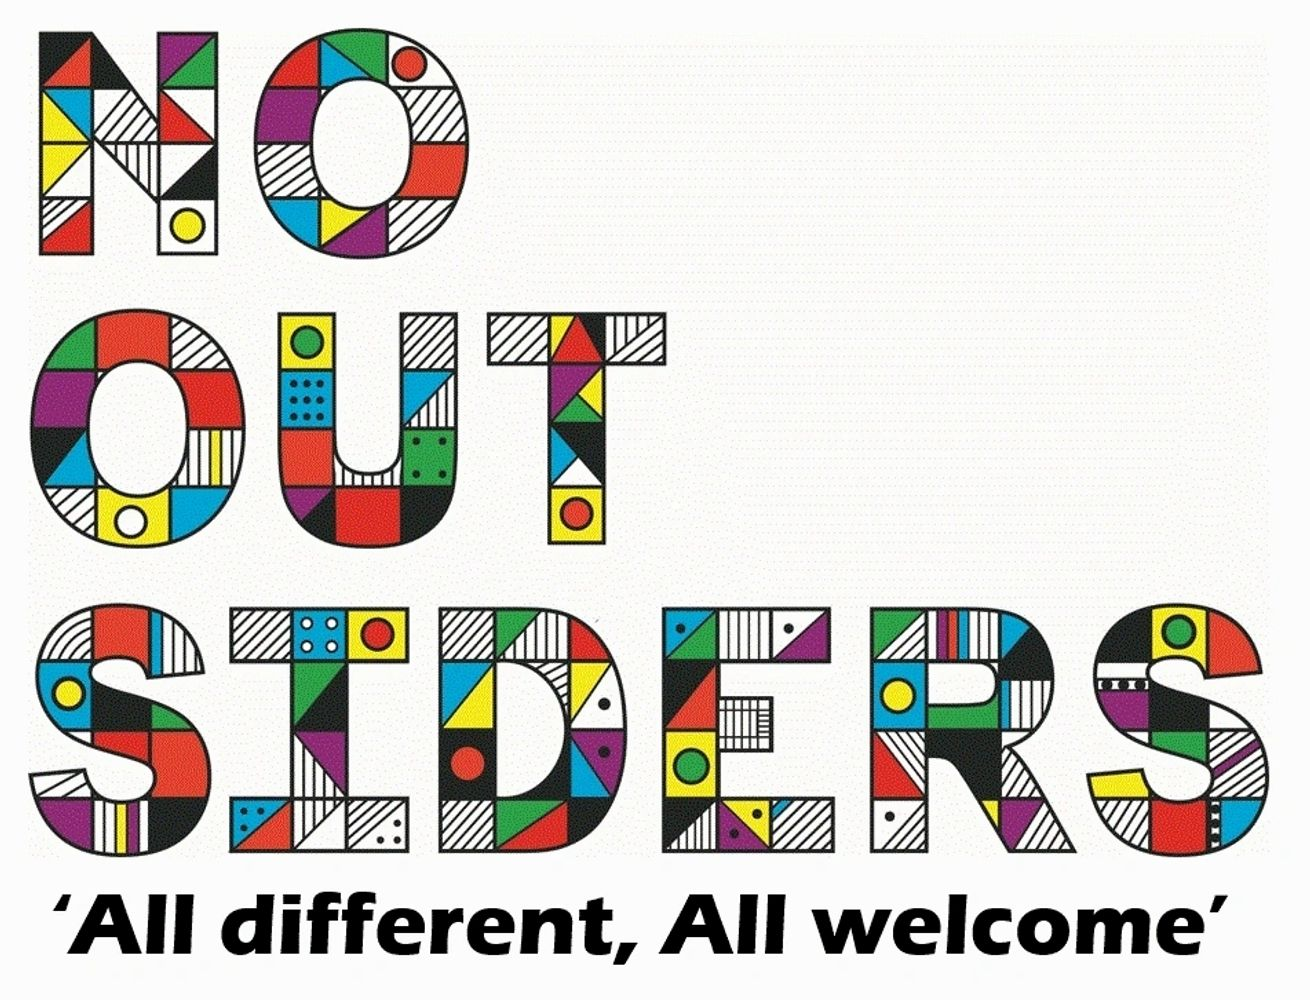 NO
OUT
SIDERS
‘All different, All welcome’